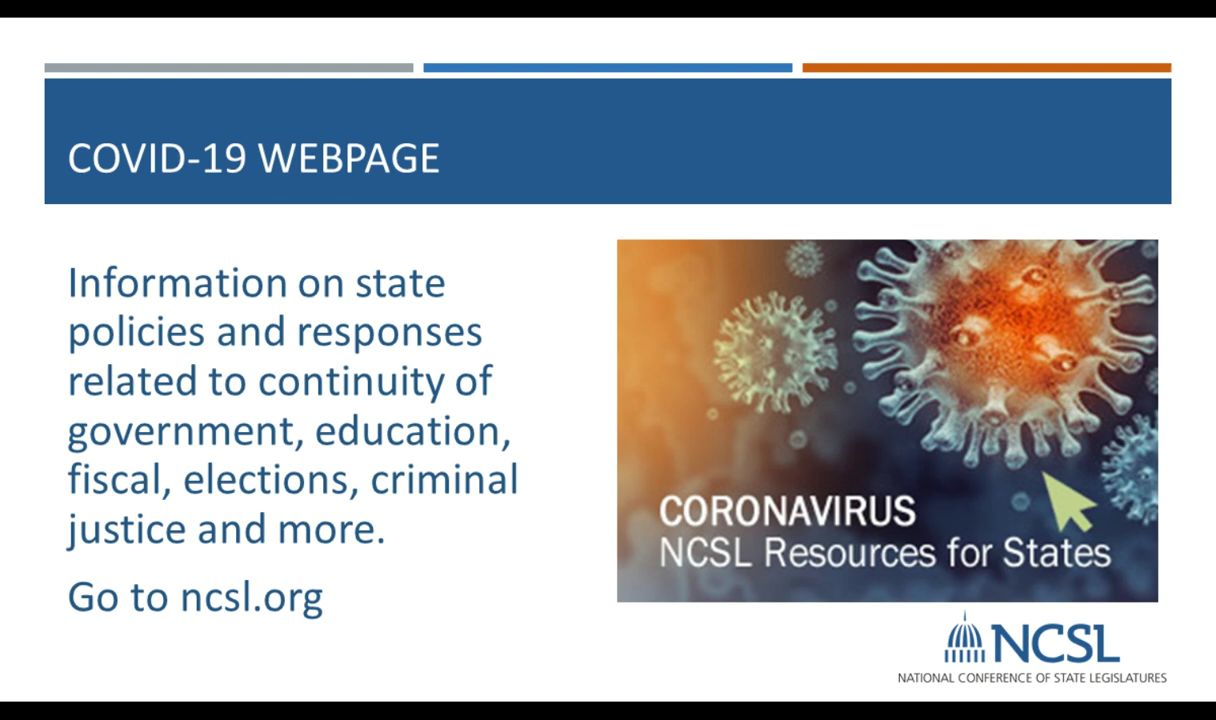 COVID-19 WEBPAGE
Information on state
policies and responses
related to continuity of
government, education,
fiscal, elections, criminal
justice and more.
Go to ncsl.org
CORONAVIRUS
NCSL Resources for States
NCSL
NATIONAL CONFERENCE OF STATE LEGISLATURES